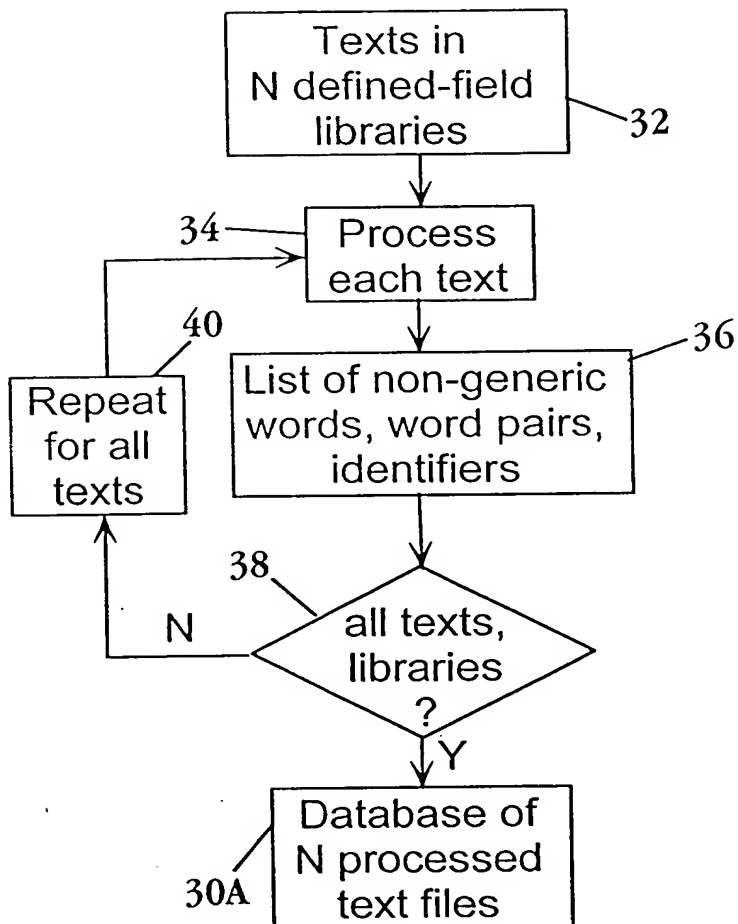 Texts in
N defined-field
libraries
32
34
Process
each text
40
Repeat
for all
texts
36
List of non-generic
words, word pairs,
identifiers
38
all texts,
libraries
?
N
Y
Database of
N processed
text files
30A